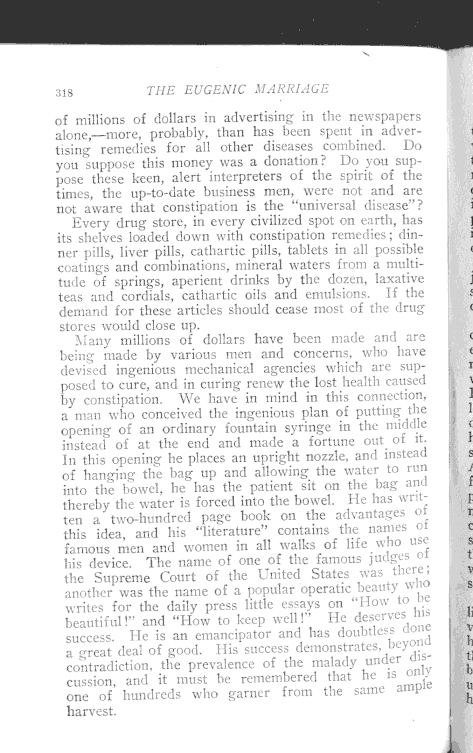 318 THE EUGENIC MARRIAGE
of millions of dollars in advertising in the newspapers
alone,—more, probably, than has been spent in adver-
tising remedies for all other diseases combined. Do
you suppose this money was a donation? Do you sup-
pose these keen, alert interpreters of the spirit of the
times, the up-to-date business men, were not and are
not aware that constipation is the "universal disease"?
Every drug store, in every civilized spot on earth, has
its shelves loaded down with constipation remedies; din-
ner pills, liver pills, cathartic pills, tablets in all possible
coatings and combinations, mineral waters from a multi-
tude of springs, aperient drinks by the dozen, laxative
teas and cordials, cathartic oils and emulsions. If the
demand for these articles should cease most of the drug
stores would close up.
Many millions of dollars have been made and are
being made by various men and concerns, who have
devised ingenious mechanical agencies which are sup-
posed to cure, and in curing renew the lost health caused
by constipation. We have in mind in this connection,
a man who conceived the ingenious plan of putting the
opening of an ordinary fountain syringe in the middle
instead of at the end and made a fortune out of it.
In this opening he places an upright nozzle, and instead
of hanging the bag up and allowing the water to run
into the bowel, he has the patient sit on the bag and
thereby the water is forced into the bowel. He has writ-
ten a two-hundred page book on the advantages of
this idea, and his "literature" contains the names of
famous men and women in all walks of life who use
his device. The name of one of the famous judges of
the Supreme Court of the United States was there;
another was the name of a popular operatic beauty who
writes for the daily press little essays on "How to be
beautiful!" and "How to keep well!" He deserves his
success. He is an emancipator and has doubtless done
a great deal of good. His success demonstrates, beyond
contradiction, the prevalence of the malady under dis-
cussion, and it must be remembered that he is only
one of hundreds who garner from the same ample
harvest.